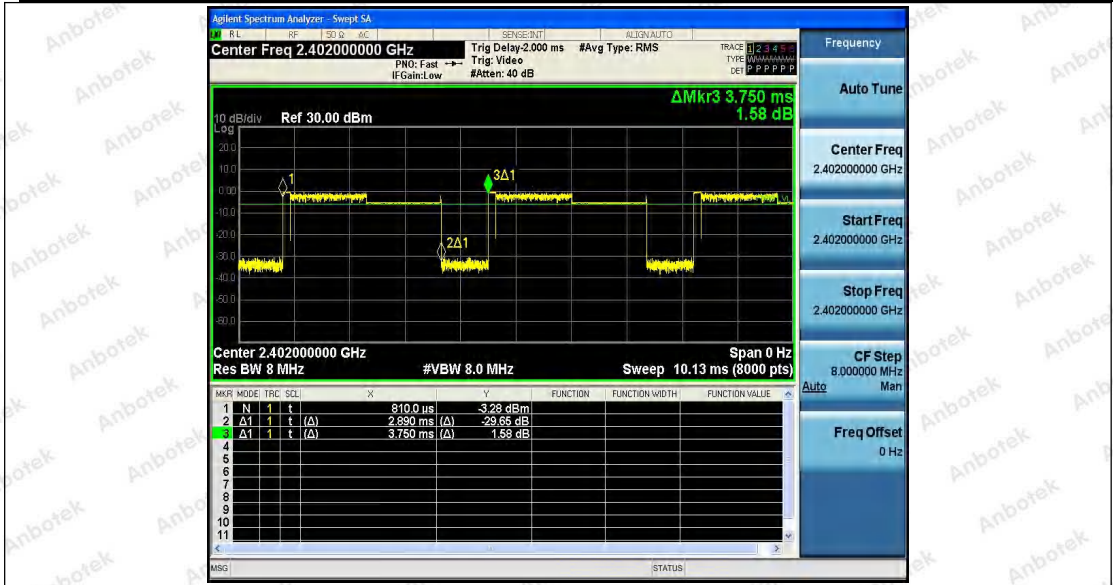 Agilent Spectrum Analyzer - Swept SA
RL RF 50 Ω AC SENSE:INT ALIGNAUTO
Center Freq 2.402000000 GHz
PNO: Fast
IFGain:Low
Trig Delay-2.000 ms
Trig: Video
#Atten: 40 dB
#Avg Type: RMS
TRACE 1 2 3 4 5 6
TYPE
DET P P P P P P
ΔMkr3 3.750 ms
1.58 dB
10 dB/div Ref 30.00 dBm
Log
20.0
10.0
0.00
-10.0
-20.0
-30.0
-40.0
-50.0
-60.0
1
3Δ1
2Δ1
Center 2.402000000 GHz Span 0 Hz
Res BW 8 MHz #VBW 8.0 MHz Sweep 10.13 ms (8000 pts)
MKR MODE TRC SCL X Y FUNCTION FUNCTION WIDTH FUNCTION VALUE
1 N 1 t 810.0 µs -3.28 dBm
2 Δ1 1 t (Δ) 2.890 ms (Δ) -29.65 dB
3 Δ1 1 t (Δ) 3.750 ms (Δ) 1.58 dB
4
5
6
7
8
9
10
11
MSG STATUS
Frequency
Auto Tune
Center Freq
2.402000000 GHz
Start Freq
2.402000000 GHz
Stop Freq
2.402000000 GHz
CF Step
8.000000 MHz
Auto Man
Freq Offset
0 Hz
Anbotek